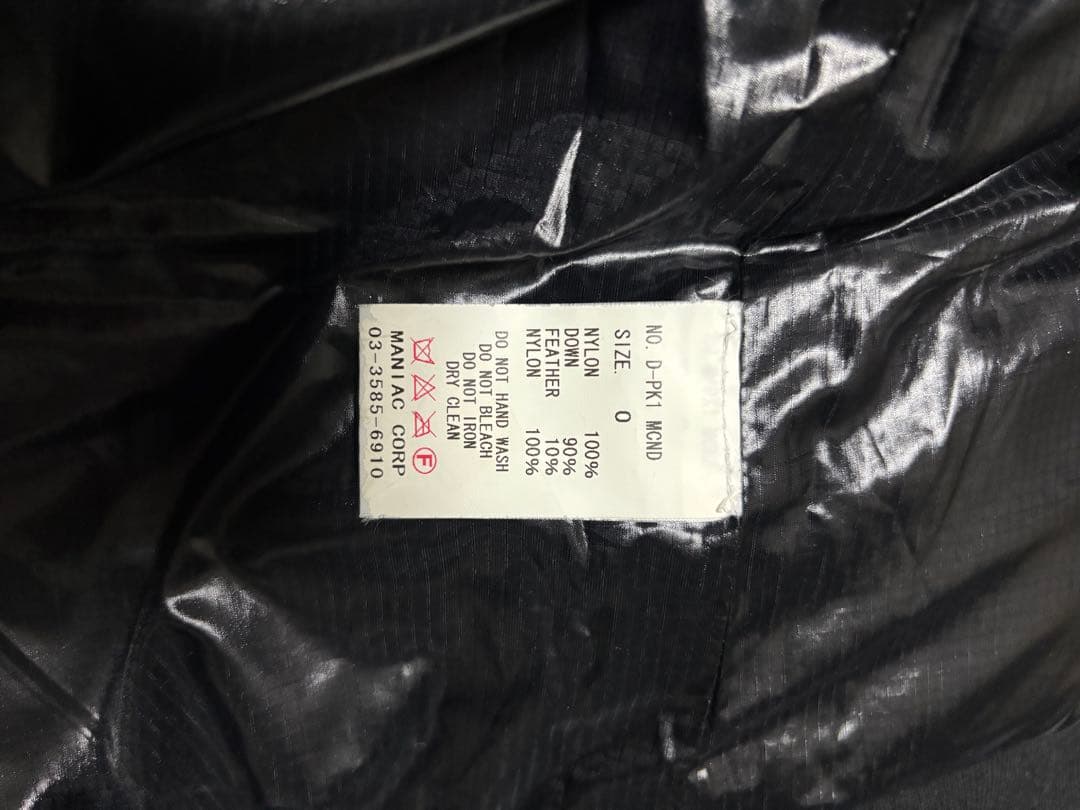 NO. D-PK1 MCND
SIZE. 0
NYLON 100%
DOWN 90%
FEATHER 10%
NYLON 100%
DO NOT HAND WASH
DO NOT BLEACH
DO NOT IRON
DRY CLEAN
F
MANIAC CORP
03-3585-6910